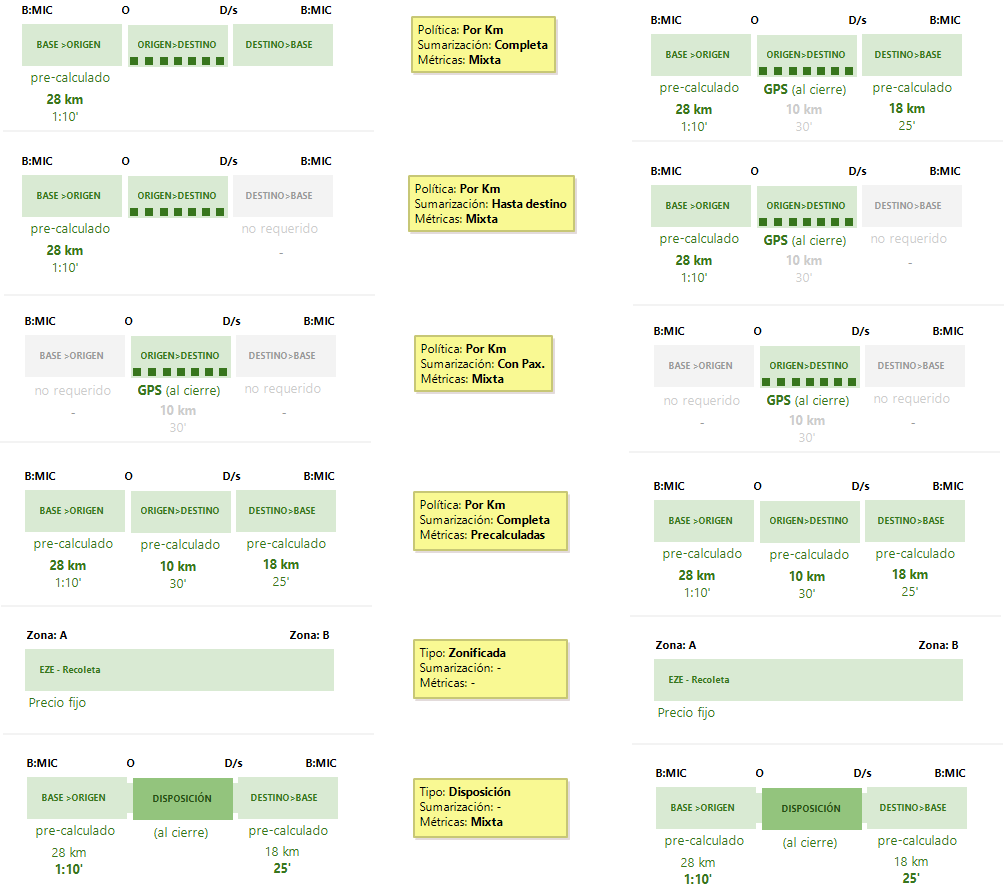 B:MIC O D/s B:MIC
BASE >ORIGEN ORIGEN>DESTINO DESTINO>BASE
pre-calculado
28 km
1:10'
Política: Por Km
Sumarización: Completa
Métricas: Mixta
B:MIC O D/s B:MIC
BASE >ORIGEN ORIGEN>DESTINO DESTINO>BASE
pre-calculado GPS (al cierre) pre-calculado
28 km 10 km 18 km
1:10' 30' 25'
B:MIC O D/s B:MIC
BASE >ORIGEN ORIGEN>DESTINO DESTINO>BASE
pre-calculado no requerido
28 km -
1:10'
Política: Por Km
Sumarización: Hasta destino
Métricas: Mixta
B:MIC O D/s B:MIC
BASE >ORIGEN ORIGEN>DESTINO DESTINO>BASE
pre-calculado GPS (al cierre) no requerido
28 km 10 km -
1:10' 30'
B:MIC O D/s B:MIC
BASE >ORIGEN ORIGEN>DESTINO DESTINO>BASE
no requerido GPS (al cierre) no requerido
- 10 km -
30'
Política: Por Km
Sumarización: Con Pax.
Métricas: Mixta
B:MIC O D/s B:MIC
BASE >ORIGEN ORIGEN>DESTINO DESTINO>BASE
no requerido GPS (al cierre) no requerido
- 10 km -
30'
B:MIC O D/s B:MIC
BASE >ORIGEN ORIGEN>DESTINO DESTINO>BASE
pre-calculado pre-calculado pre-calculado
28 km 10 km 18 km
1:10' 30' 25'
Política: Por Km
Sumarización: Completa
Métricas: Precalculadas
B:MIC O D/s B:MIC
BASE >ORIGEN ORIGEN>DESTINO DESTINO>BASE
pre-calculado pre-calculado pre-calculado
28 km 10 km 18 km
1:10' 30' 25'
Zona: A Zona: B
EZE - Recoleta
Precio fijo
Tipo: Zonificada
Sumarización: -
Métricas: -
Zona: A Zona: B
EZE - Recoleta
Precio fijo
B:MIC O D/s B:MIC
BASE >ORIGEN DISPOSICIÓN DESTINO>BASE
pre-calculado (al cierre) pre-calculado
28 km 18 km
1:10' 25'
Tipo: Disposición
Sumarización: -
Métricas: Mixta
B:MIC O D/s B:MIC
BASE >ORIGEN DISPOSICIÓN DESTINO>BASE
pre-calculado (al cierre) pre-calculado
28 km 18 km
1:10' 25'